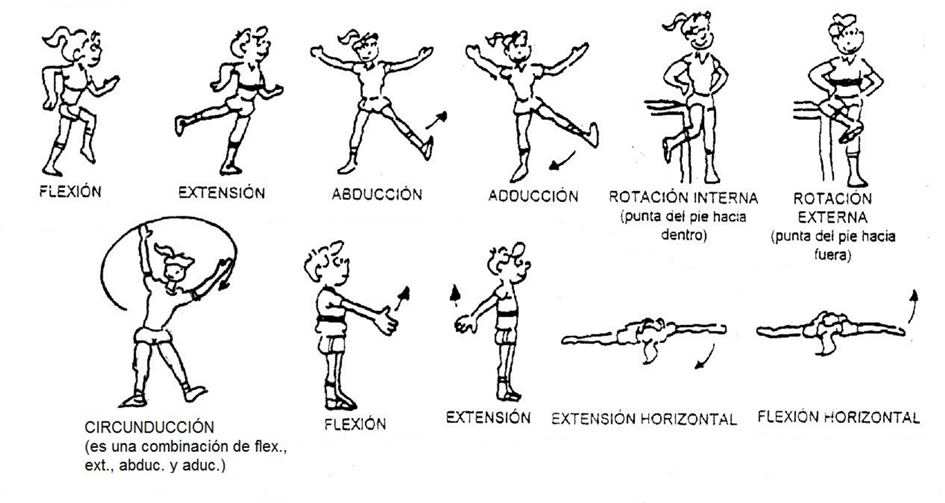 FLEXIÓN
EXTENSIÓN
ABDUCCIÓN
ADDUCCIÓN
ROTACIÓN INTERNA
(punta del pie hacia
dentro)
ROTACIÓN
EXTERNA
(punta del pie hacia
fuera)
CIRCUNDUCCIÓN
(es una combinación de flex.,
ext., abduc. y aduc.)
FLEXIÓN
EXTENSIÓN
EXTENSIÓN HORIZONTAL
FLEXIÓN HORIZONTAL